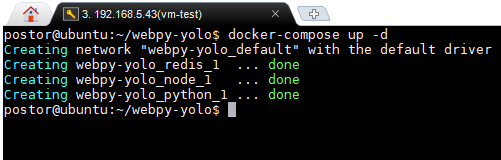 3. 192.168.5.43(vm-test)
postor@ubuntu:~/webpy-yolo$ docker-compose up -d
Creating network "webpy-yolo_default" with the default driver
Creating webpy-yolo_redis_1  ... done
Creating webpy-yolo_node_1   ... done
Creating webpy-yolo_python_1 ... done
postor@ubuntu:~/webpy-yolo$